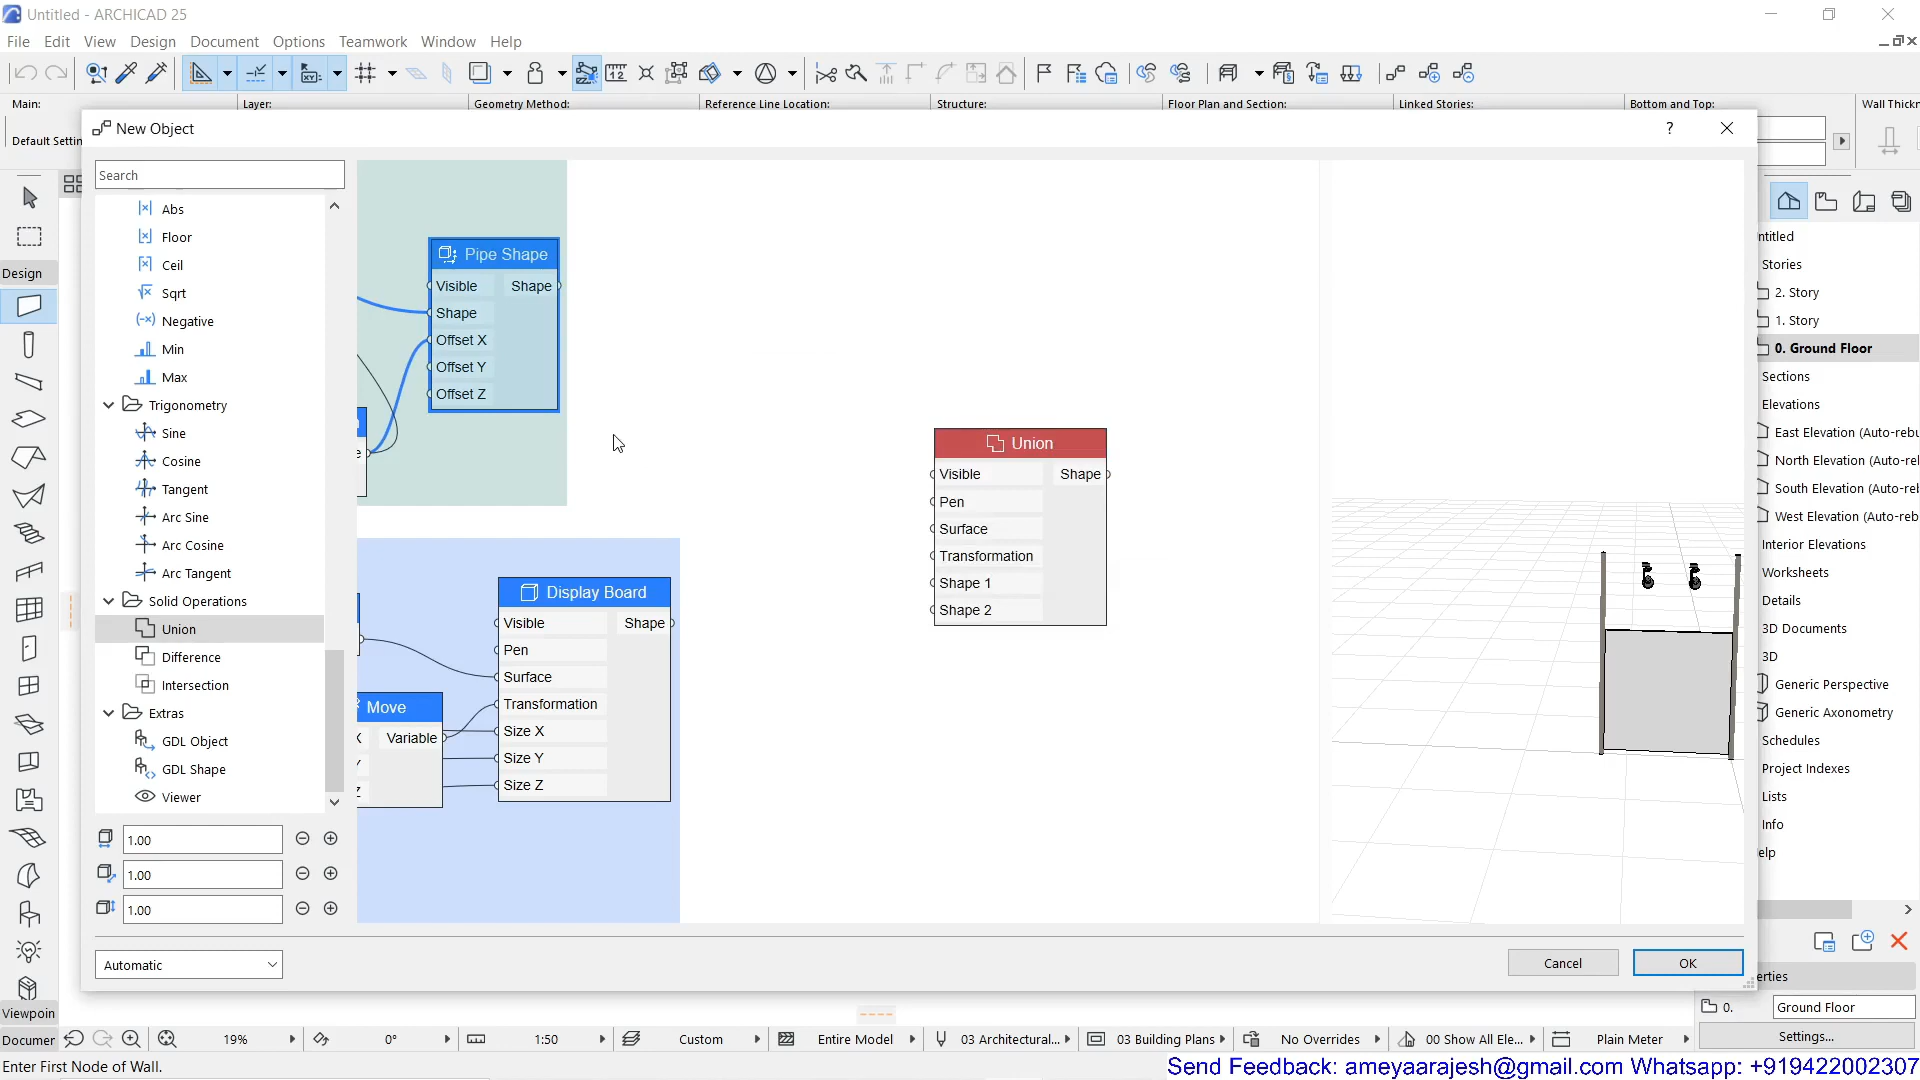 Untitled - ARCHICAD 25
File Edit View Design Document Options Teamwork Window Help
Main: Layer: Geometry Method: Reference Line Location: Structure: Floor Plan and Section: Linked Stories: Bottom and Top: Wall Thickn
Default Settin
New Object
?
Search
Abs
Floor
Ceil
Sqrt
Negative
Min
Max
Trigonometry
Sine
Cosine
Tangent
Arc Sine
Arc Cosine
Arc Tangent
Solid Operations
Union
Difference
Intersection
Extras
GDL Object
GDL Shape
Viewer
1.00
1.00
1.00
Automatic
Pipe Shape
Visible Shape
Shape
Offset X
Offset Y
Offset Z
Display Board
Visible Shape
Pen
Surface
Transformation
Size X
Size Y
Size Z
Move
Variable
Union
Visible Shape
Pen
Surface
Transformation
Shape 1
Shape 2
Cancel OK
Design
Viewpoin
Documer
ntitled
Stories
2. Story
1. Story
0. Ground Floor
Sections
Elevations
East Elevation (Auto-rebu
North Elevation (Auto-rel
South Elevation (Auto-rel
West Elevation (Auto-reb
Interior Elevations
Worksheets
Details
3D Documents
3D
Generic Perspective
Generic Axonometry
Schedules
Project Indexes
Lists
Info
elp
erties
0. Ground Floor
Settings...
19% 0° 1:50 Custom Entire Model 03 Architectural... 03 Building Plans No Overrides 00 Show All Ele... Plain Meter
Enter First Node of Wall.
Send Feedback: ameyaarajesh@gmail.com Whatsapp: +919422002307